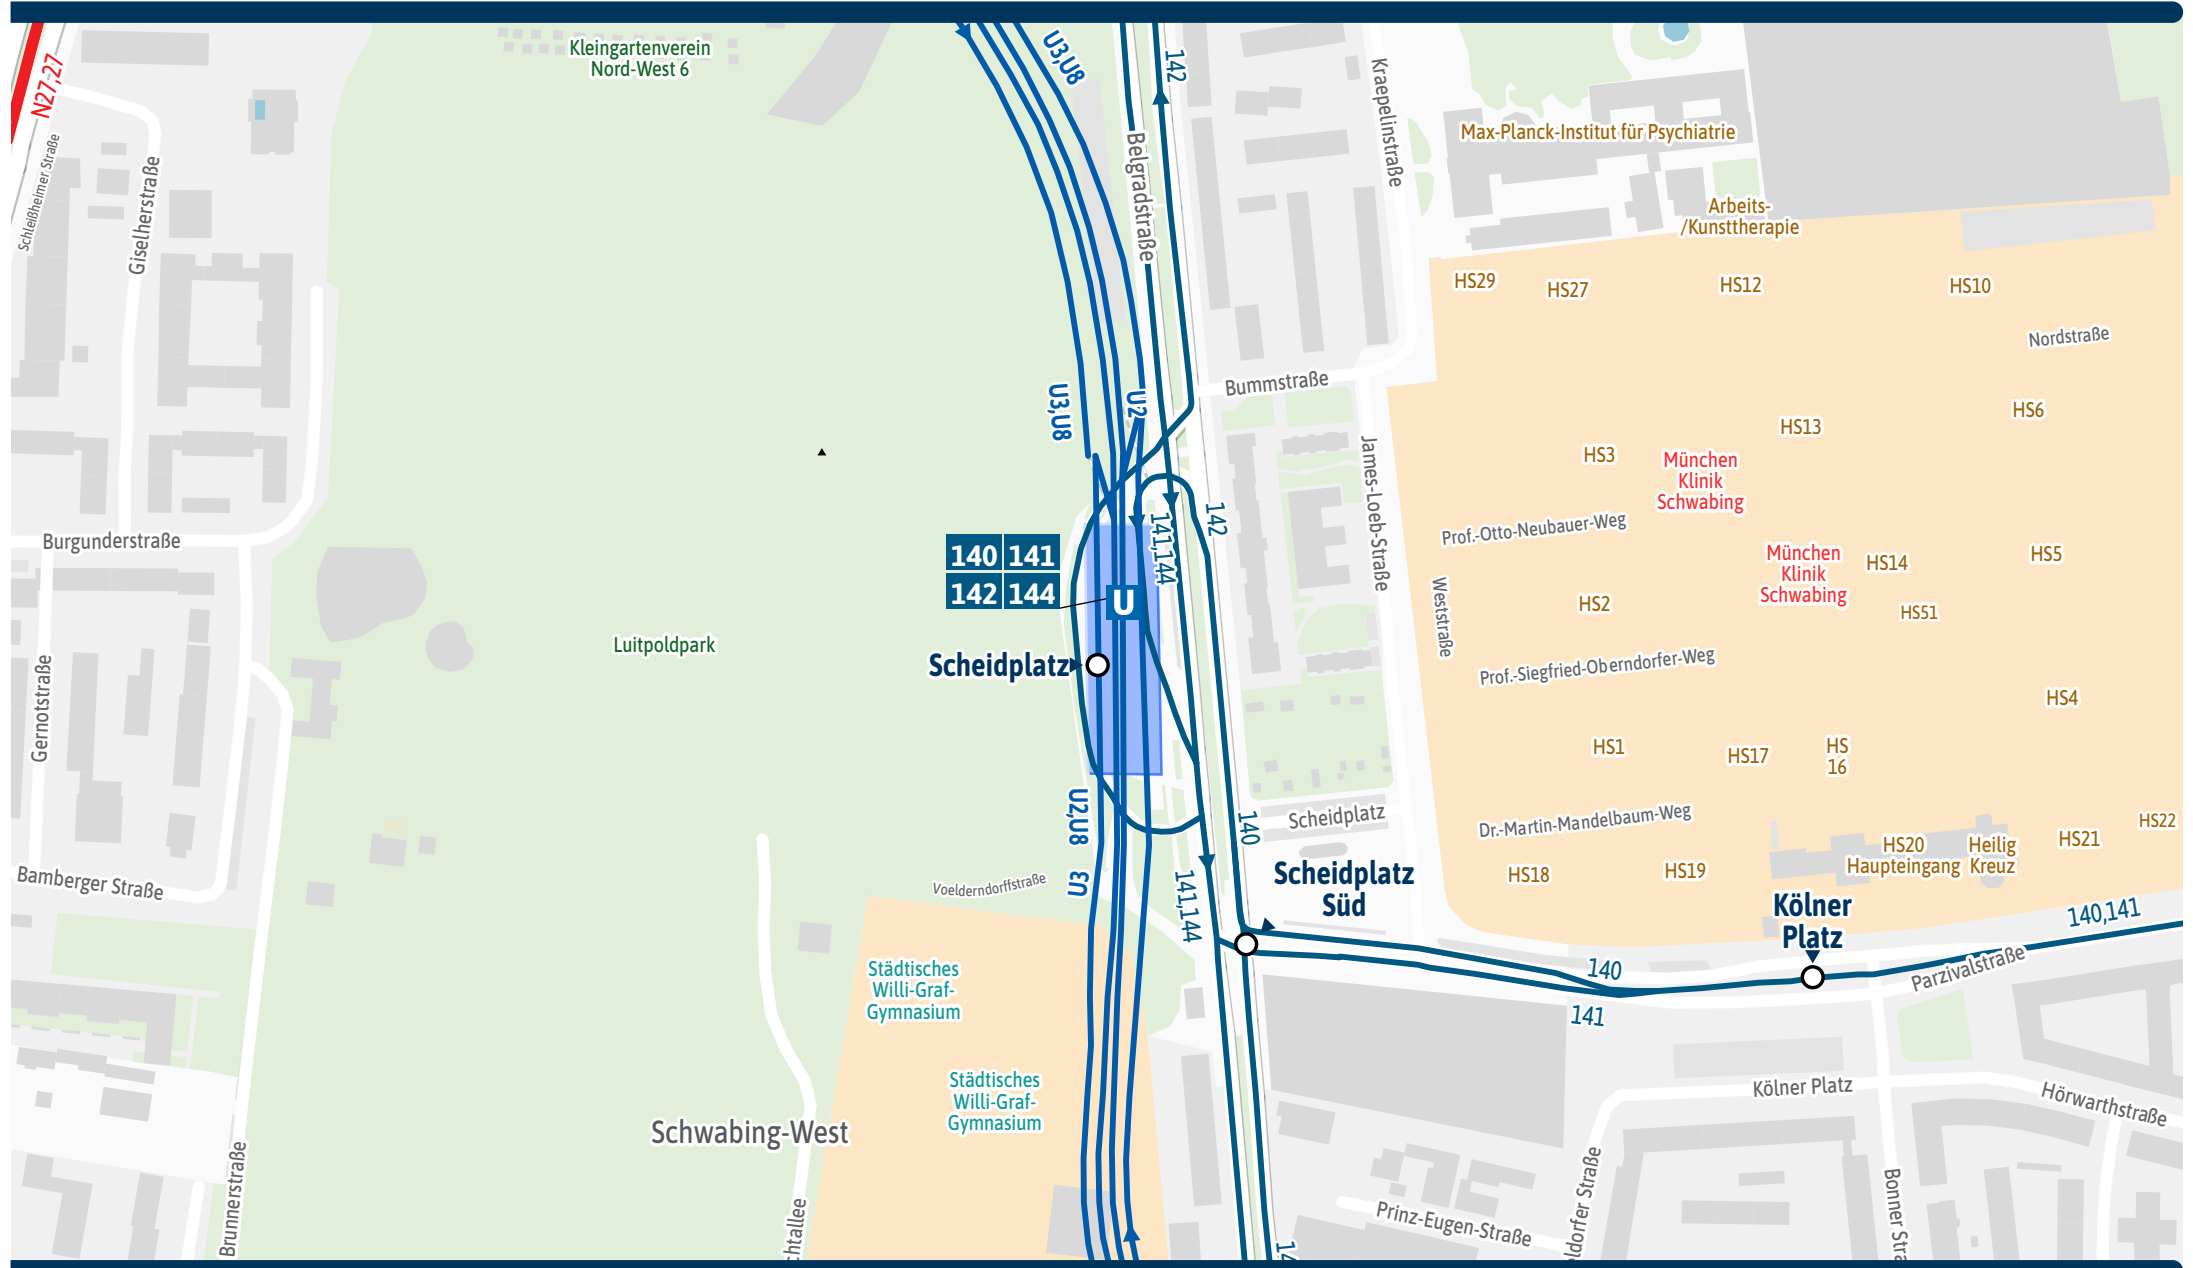 N27,27
Schleißheimer Straße
Giselherstraße
Kleingartenverein
Nord-West 6
U3,U8
142
Belgradstraße
Kraepelinstraße
Max-Planck-Institut für Psychiatrie
Arbeits-
/Kunsttherapie
HS29
HS27
HS12
HS10
Nordstraße
Bummstraße
U3,U8
U2
HS6
HS13
HS3
München
Klinik
Schwabing
James-Loeb-Straße
Prof.-Otto-Neubauer-Weg
Burgunderstraße
140 141
142 144
U
141,144
142
München
Klinik
Schwabing
HS14
HS5
HS51
HS2
Weststraße
Luitpoldpark
Scheidplatz
Prof.-Siegfried-Oberndorfer-Weg
HS4
Gernotstraße
HS1
HS17
HS
16
U2,U8
U3
140
Scheidplatz
Dr.-Martin-Mandelbaum-Weg
HS22
HS21
HS20
Haupteingang
Heilig
Kreuz
HS18
HS19
Bamberger Straße
Voelderndorffstraße
141,144
Scheidplatz
Süd
Kölner
Platz
140,141
Parzivalstraße
140
141
Städtisches
Willi-Graf-
Gymnasium
Städtisches
Willi-Graf-
Gymnasium
Schwabing-West
Kölner Platz
Hörwarthstraße
Brunnerstraße
chtallee
Prinz-Eugen-Straße
ldorfer Straße
Bonner Stra
14